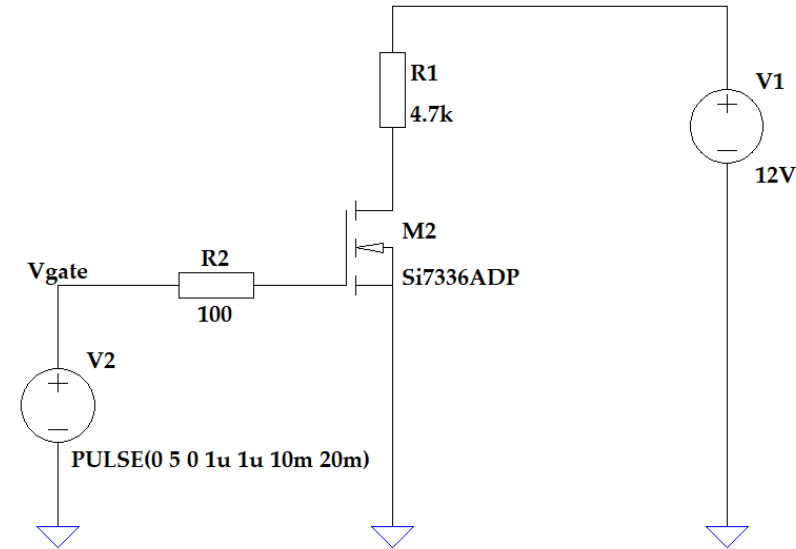 R1
4.7k
V1
12V
M2
Si7336ADP
R2
100
Vgate
V2
PULSE(0 5 0 1u 1u 10m 20m)